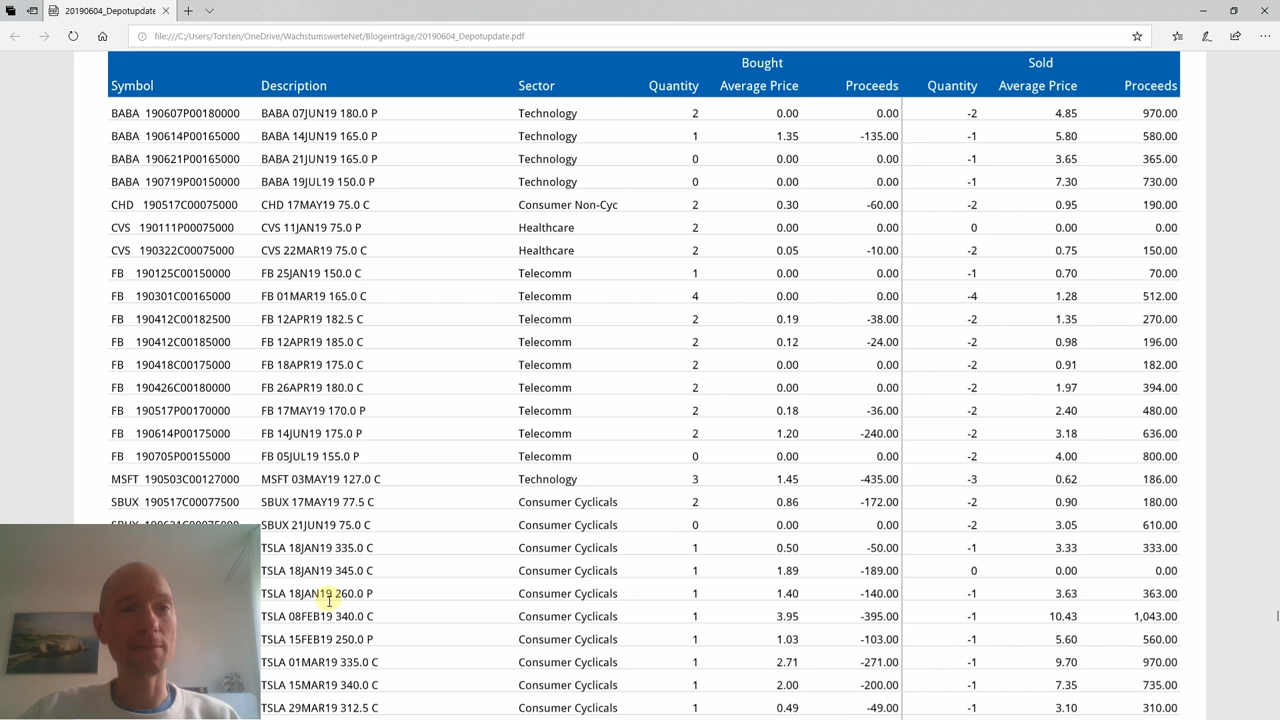 20190604_Depotupdate.
file:///C:/Users/Torsten/OneDrive/WachstumswerteNet/Blogeinträge/20190604_Depotupdate.pdf
Bought Sold
Symbol Description Sector Quantity Average Price Proceeds Quantity Average Price Proceeds
BABA 190607P00180000 BABA 07JUN19 180.0 P Technology 2 0.00 0.00 -2 4.85 970.00
BABA 190614P00165000 BABA 14JUN19 165.0 P Technology 1 1.35 -135.00 -1 5.80 580.00
BABA 190621P00165000 BABA 21JUN19 165.0 P Technology 0 0.00 0.00 -1 3.65 365.00
BABA 190719P00150000 BABA 19JUL19 150.0 P Technology 0 0.00 0.00 -1 7.30 730.00
CHD 190517C00075000 CHD 17MAY19 75.0 C Consumer Non-Cyc 2 0.30 -60.00 -2 0.95 190.00
CVS 190111P00075000 CVS 11JAN19 75.0 P Healthcare 2 0.00 0.00 0 0.00 0.00
CVS 190322C00075000 CVS 22MAR19 75.0 C Healthcare 2 0.05 -10.00 -2 0.75 150.00
FB 190125C00150000 FB 25JAN19 150.0 C Telecomm 1 0.00 0.00 -1 0.70 70.00
FB 190301C00165000 FB 01MAR19 165.0 C Telecomm 4 0.00 0.00 -4 1.28 512.00
FB 190412C00182500 FB 12APR19 182.5 C Telecomm 2 0.19 -38.00 -2 1.35 270.00
FB 190412C00185000 FB 12APR19 185.0 C Telecomm 2 0.12 -24.00 -2 0.98 196.00
FB 190418C00175000 FB 18APR19 175.0 C Telecomm 2 0.00 0.00 -2 0.91 182.00
FB 190426C00180000 FB 26APR19 180.0 C Telecomm 2 0.00 0.00 -2 1.97 394.00
FB 190517P00170000 FB 17MAY19 170.0 P Telecomm 2 0.18 -36.00 -2 2.40 480.00
FB 190614P00175000 FB 14JUN19 175.0 P Telecomm 2 1.20 -240.00 -2 3.18 636.00
FB 190705P00155000 FB 05JUL19 155.0 P Telecomm 0 0.00 0.00 -2 4.00 800.00
MSFT 190503C00127000 MSFT 03MAY19 127.0 C Technology 3 1.45 -435.00 -3 0.62 186.00
SBUX 190517C00077500 SBUX 17MAY19 77.5 C Consumer Cyclicals 2 0.86 -172.00 -2 0.90 180.00
SBUX 21JUN19 75.0 C Consumer Cyclicals 0 0.00 0.00 -2 3.05 610.00
TSLA 18JAN19 335.0 C Consumer Cyclicals 1 0.50 -50.00 -1 3.33 333.00
TSLA 18JAN19 345.0 C Consumer Cyclicals 1 1.89 -189.00 0 0.00 0.00
TSLA 18JAN19 260.0 P Consumer Cyclicals 1 1.40 -140.00 -1 3.63 363.00
TSLA 08FEB19 340.0 C Consumer Cyclicals 1 3.95 -395.00 -1 10.43 1,043.00
TSLA 15FEB19 250.0 P Consumer Cyclicals 1 1.03 -103.00 -1 5.60 560.00
TSLA 01MAR19 335.0 C Consumer Cyclicals 1 2.71 -271.00 -1 9.70 970.00
TSLA 15MAR19 340.0 C Consumer Cyclicals 1 2.00 -200.00 -1 7.35 735.00
TSLA 29MAR19 312.5 C Consumer Cyclicals 1 0.49 -49.00 -1 3.10 310.00